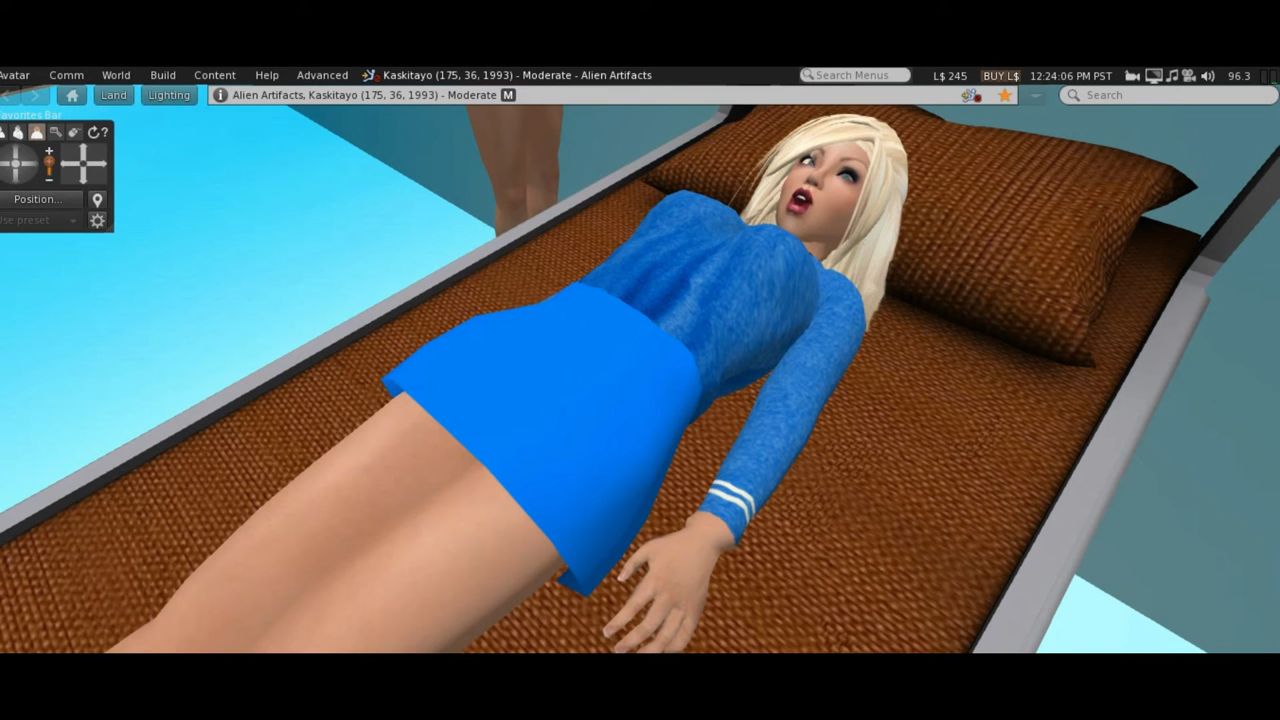 Avatar Comm World Build Content Help Advanced Kaskitayo (175, 36, 1993) - Moderate - Alien Artifacts Search Menus L$ 245 BUY L$ 12:24:06 PM PST 96.3
Land Lighting Alien Artifacts, Kaskitayo (175, 36, 1993) - Moderate M Search
Favorites Bar
?
Position...
Use preset